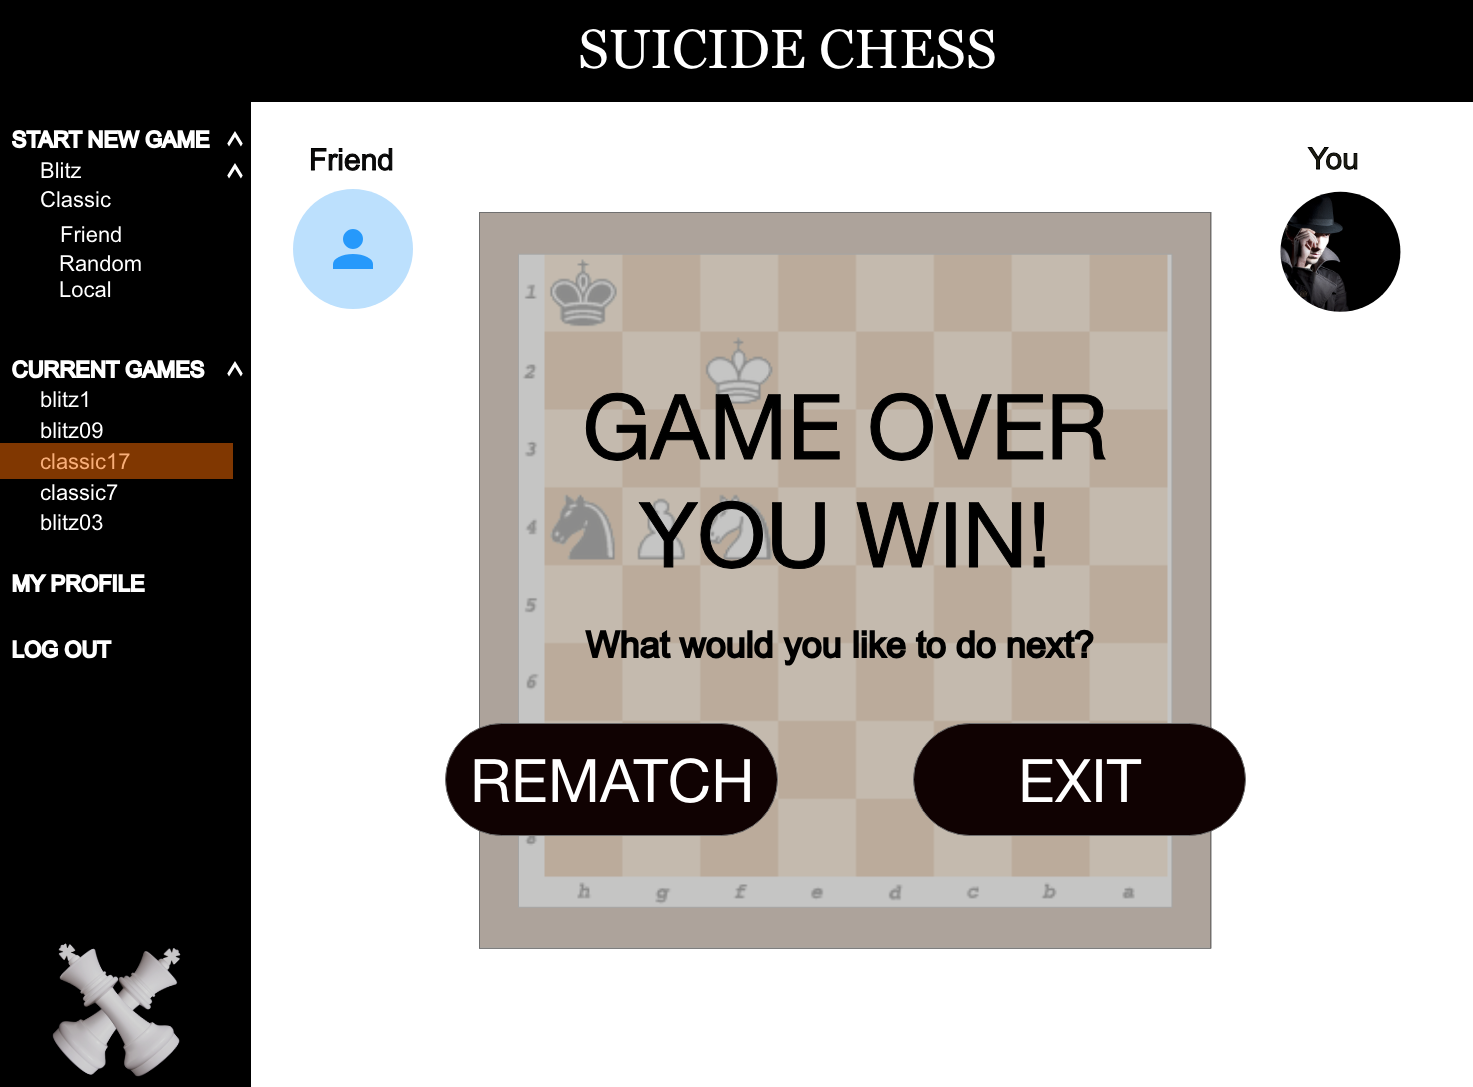 SUICIDE CHESS
START NEW GAME
Blitz
Classic
Friend
Random
Local
CURRENT GAMES
blitz1
blitz09
classic17
classic7
blitz03
MY PROFILE
LOG OUT
Friend
You
1
2
3
4
5
6
8
GAME OVER
YOU WIN!
What would you like to do next?
REMATCH
EXIT
h g f e d c b a